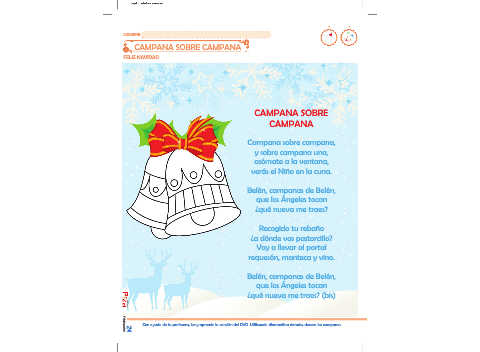 CAMPANA SOBRE CAMPANA
FELIZ NAVIDAD
CAMPANA SOBRE
CAMPANA
Campana sobre campana,
y sobre campana una,
asómate a la ventana,
verás el Niño en la cuna.
Belén, campanas de Belén,
que los Ángeles tocan
¿qué nueva me traes?
Recogido tu rebaño
¿a dónde vas pastorcillo?
Voy a llevar al portal
requesón, manteca y vino.
Belén, campanas de Belén,
que los Ángeles tocan
¿qué nueva me traes? (bis)